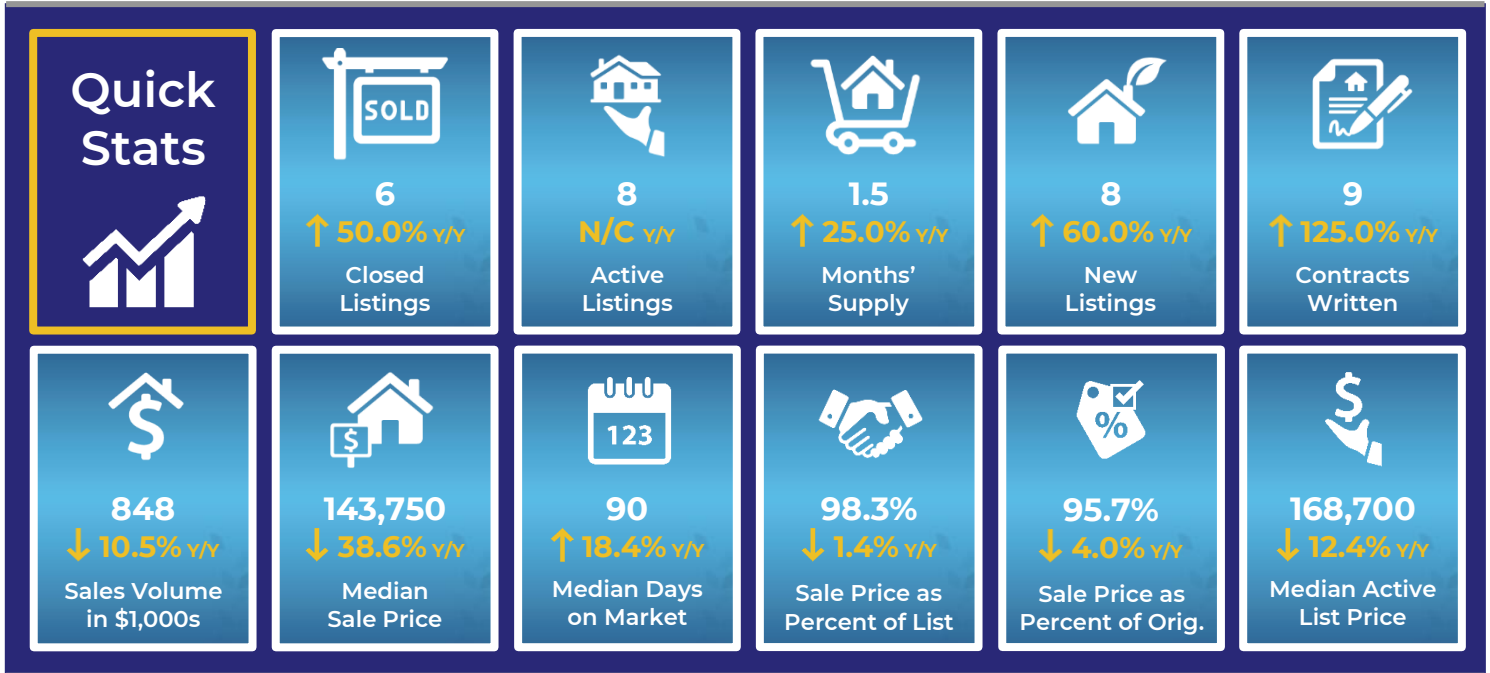 Quick
Stats
SOLD
6
↑ 50.0% Y/Y
Closed
Listings
8
N/C Y/Y
Active
Listings
1.5
↑ 25.0% Y/Y
Months’
Supply
8
↑ 60.0% Y/Y
New
Listings
9
↑ 125.0% Y/Y
Contracts
Written
$
848
↓ 10.5% Y/Y
Sales Volume
in $1,000s
$
143,750
↓ 38.6% Y/Y
Median
Sale Price
123
90
↑ 18.4% Y/Y
Median Days
on Market
98.3%
↓ 1.4% Y/Y
Sale Price as
Percent of List
%
95.7%
↓ 4.0% Y/Y
Sale Price as
Percent of Orig.
$
168,700
↓ 12.4% Y/Y
Median Active
List Price